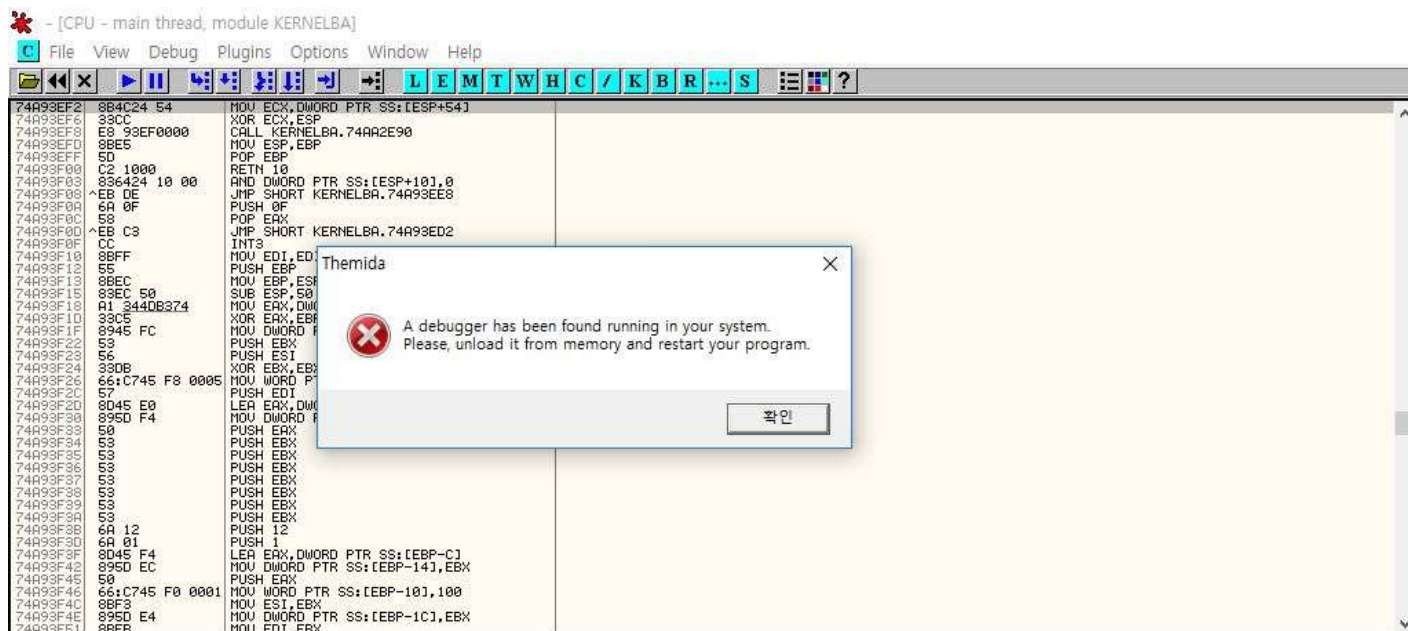 - [CPU - main thread, module KERNELBA]
C File View Debug Plugins Options Window Help
L E M T W H C / K B R ... S ?
74A93EF2 8B4C24 54 MOV ECX,DWORD PTR SS:[ESP+54]
74A93EF6 33CC XOR ECX,ESP
74A93EF8 E8 93EF0000 CALL KERNELBA.74AA2E90
74A93EFD 8BE5 MOV ESP,EBP
74A93EFF 5D POP EBP
74A93F00 C2 1000 RETN 10
74A93F03 836424 10 00 AND DWORD PTR SS:[ESP+10],0
74A93F08 ^EB DE JMP SHORT KERNELBA.74A93EE8
74A93F0A 6A 0F PUSH 0F
74A93F0C 58 POP EAX
74A93F0D ^EB C3 JMP SHORT KERNELBA.74A93ED2
74A93F0F CC INT3
74A93F10 8BFF MOV EDI,ED
74A93F12 55 PUSH EBP
74A93F13 8BEC MOV EBP,ESP
74A93F15 83EC 50 SUB ESP,50
74A93F18 A1 344DB374 MOV EAX,DWO
74A93F1D 33C5 XOR EAX,EBP
74A93F1F 8945 FC MOV DWORD P
74A93F22 53 PUSH EBX
74A93F23 56 PUSH ESI
74A93F24 33DB XOR EBX,EBX
74A93F26 66:C745 F8 0005 MOV WORD PT
74A93F2C 57 PUSH EDI
74A93F2D 8D45 E0 LEA EAX,DWO
74A93F30 895D F4 MOV DWORD P
74A93F33 50 PUSH EAX
74A93F34 53 PUSH EBX
74A93F35 53 PUSH EBX
74A93F36 53 PUSH EBX
74A93F37 53 PUSH EBX
74A93F38 53 PUSH EBX
74A93F39 53 PUSH EBX
74A93F3A 53 PUSH EBX
74A93F3B 6A 12 PUSH 12
74A93F3D 6A 01 PUSH 1
74A93F3F 8D45 F4 LEA EAX,DWORD PTR SS:[EBP-C]
74A93F42 895D EC MOV DWORD PTR SS:[EBP-14],EBX
74A93F45 50 PUSH EAX
74A93F46 66:C745 F0 0001 MOV WORD PTR SS:[EBP-10],100
74A93F4C 8BF3 MOV ESI,EBX
74A93F4E 895D E4 MOV DWORD PTR SS:[EBP-1C],EBX
74A93F51 8BFB MOV EDI,EBX
Themida
A debugger has been found running in your system.
Please, unload it from memory and restart your program.
확인